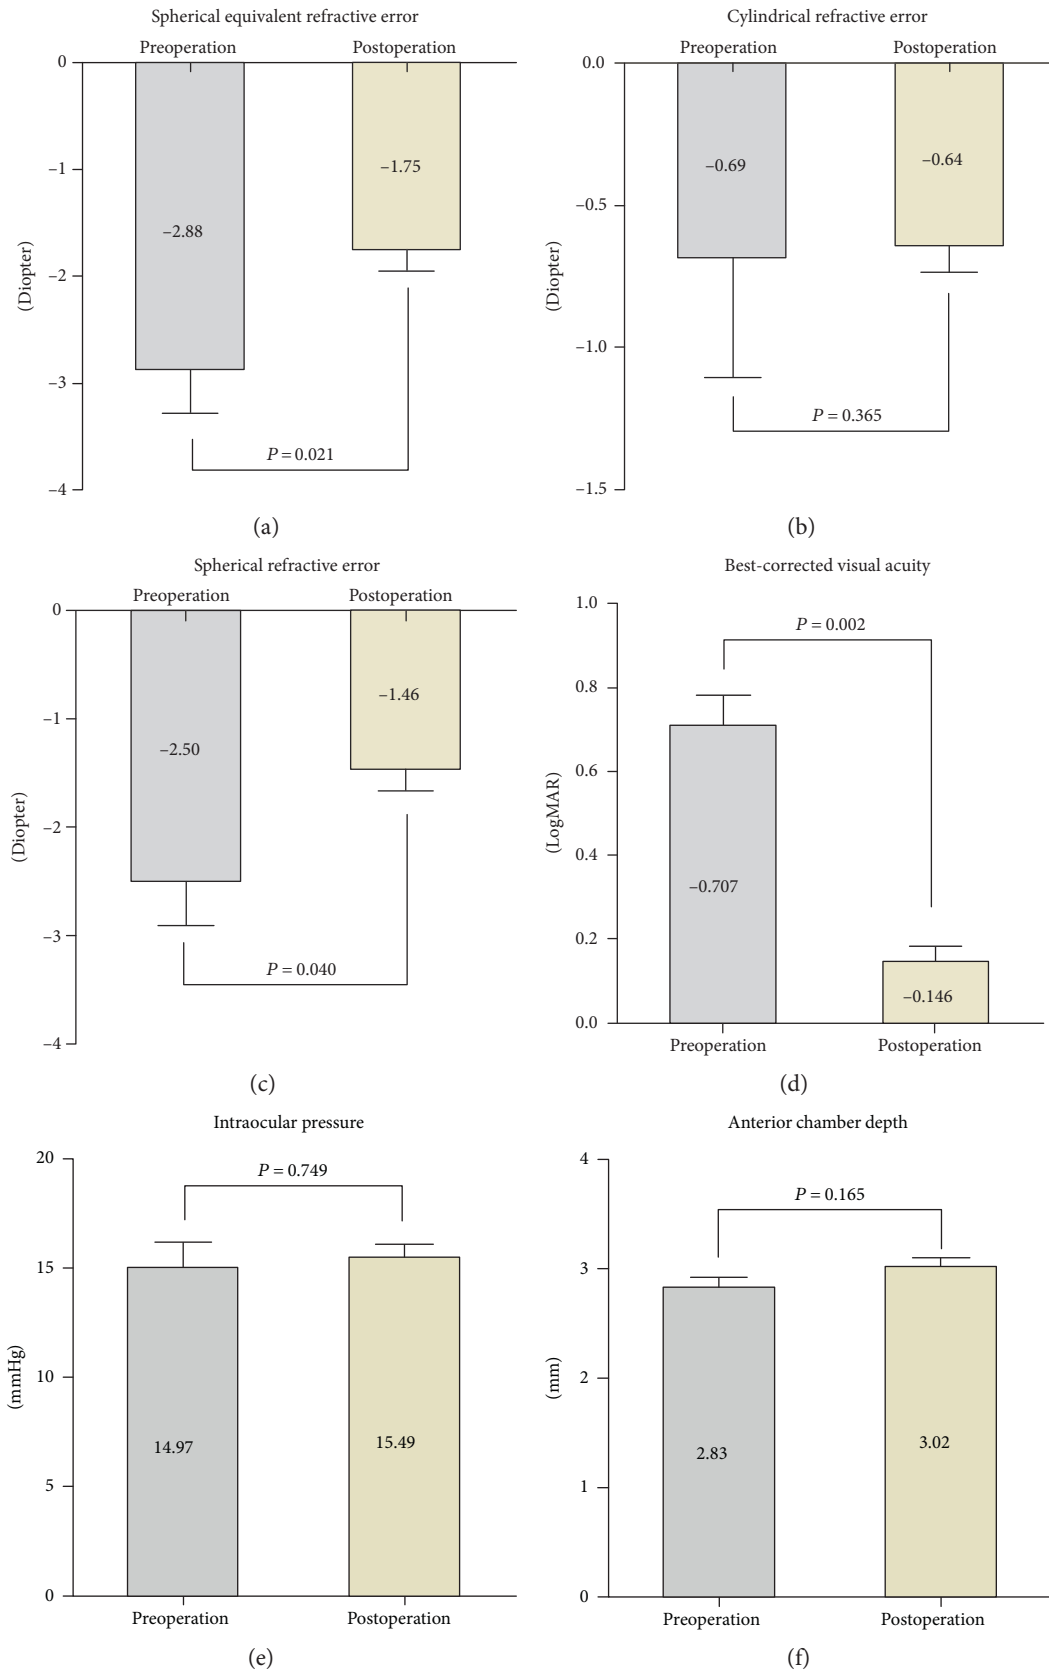 Spherical equivalent refractive error
Preoperation
Postoperation
0
–1
–2
–3
–4
(Diopter)
–2.88
–1.75
P = 0.021
(a)
Cylindrical refractive error
Preoperation
Postoperation
0.0
–0.5
–1.0
–1.5
(Diopter)
–0.69
–0.64
P = 0.365
(b)
Spherical refractive error
Preoperation
Postoperation
0
–1
–2
–3
–4
(Diopter)
–2.50
–1.46
P = 0.040
(c)
Best-corrected visual acuity
1.0
0.8
0.6
0.4
0.2
0.0
(LogMAR)
P = 0.002
–0.707
–0.146
Preoperation
Postoperation
(d)
Intraocular pressure
20
15
10
5
0
(mmHg)
P = 0.749
14.97
15.49
Preoperation
Postoperation
(e)
Anterior chamber depth
4
3
2
1
0
(mm)
P = 0.165
2.83
3.02
Preoperation
Postoperation
(f)